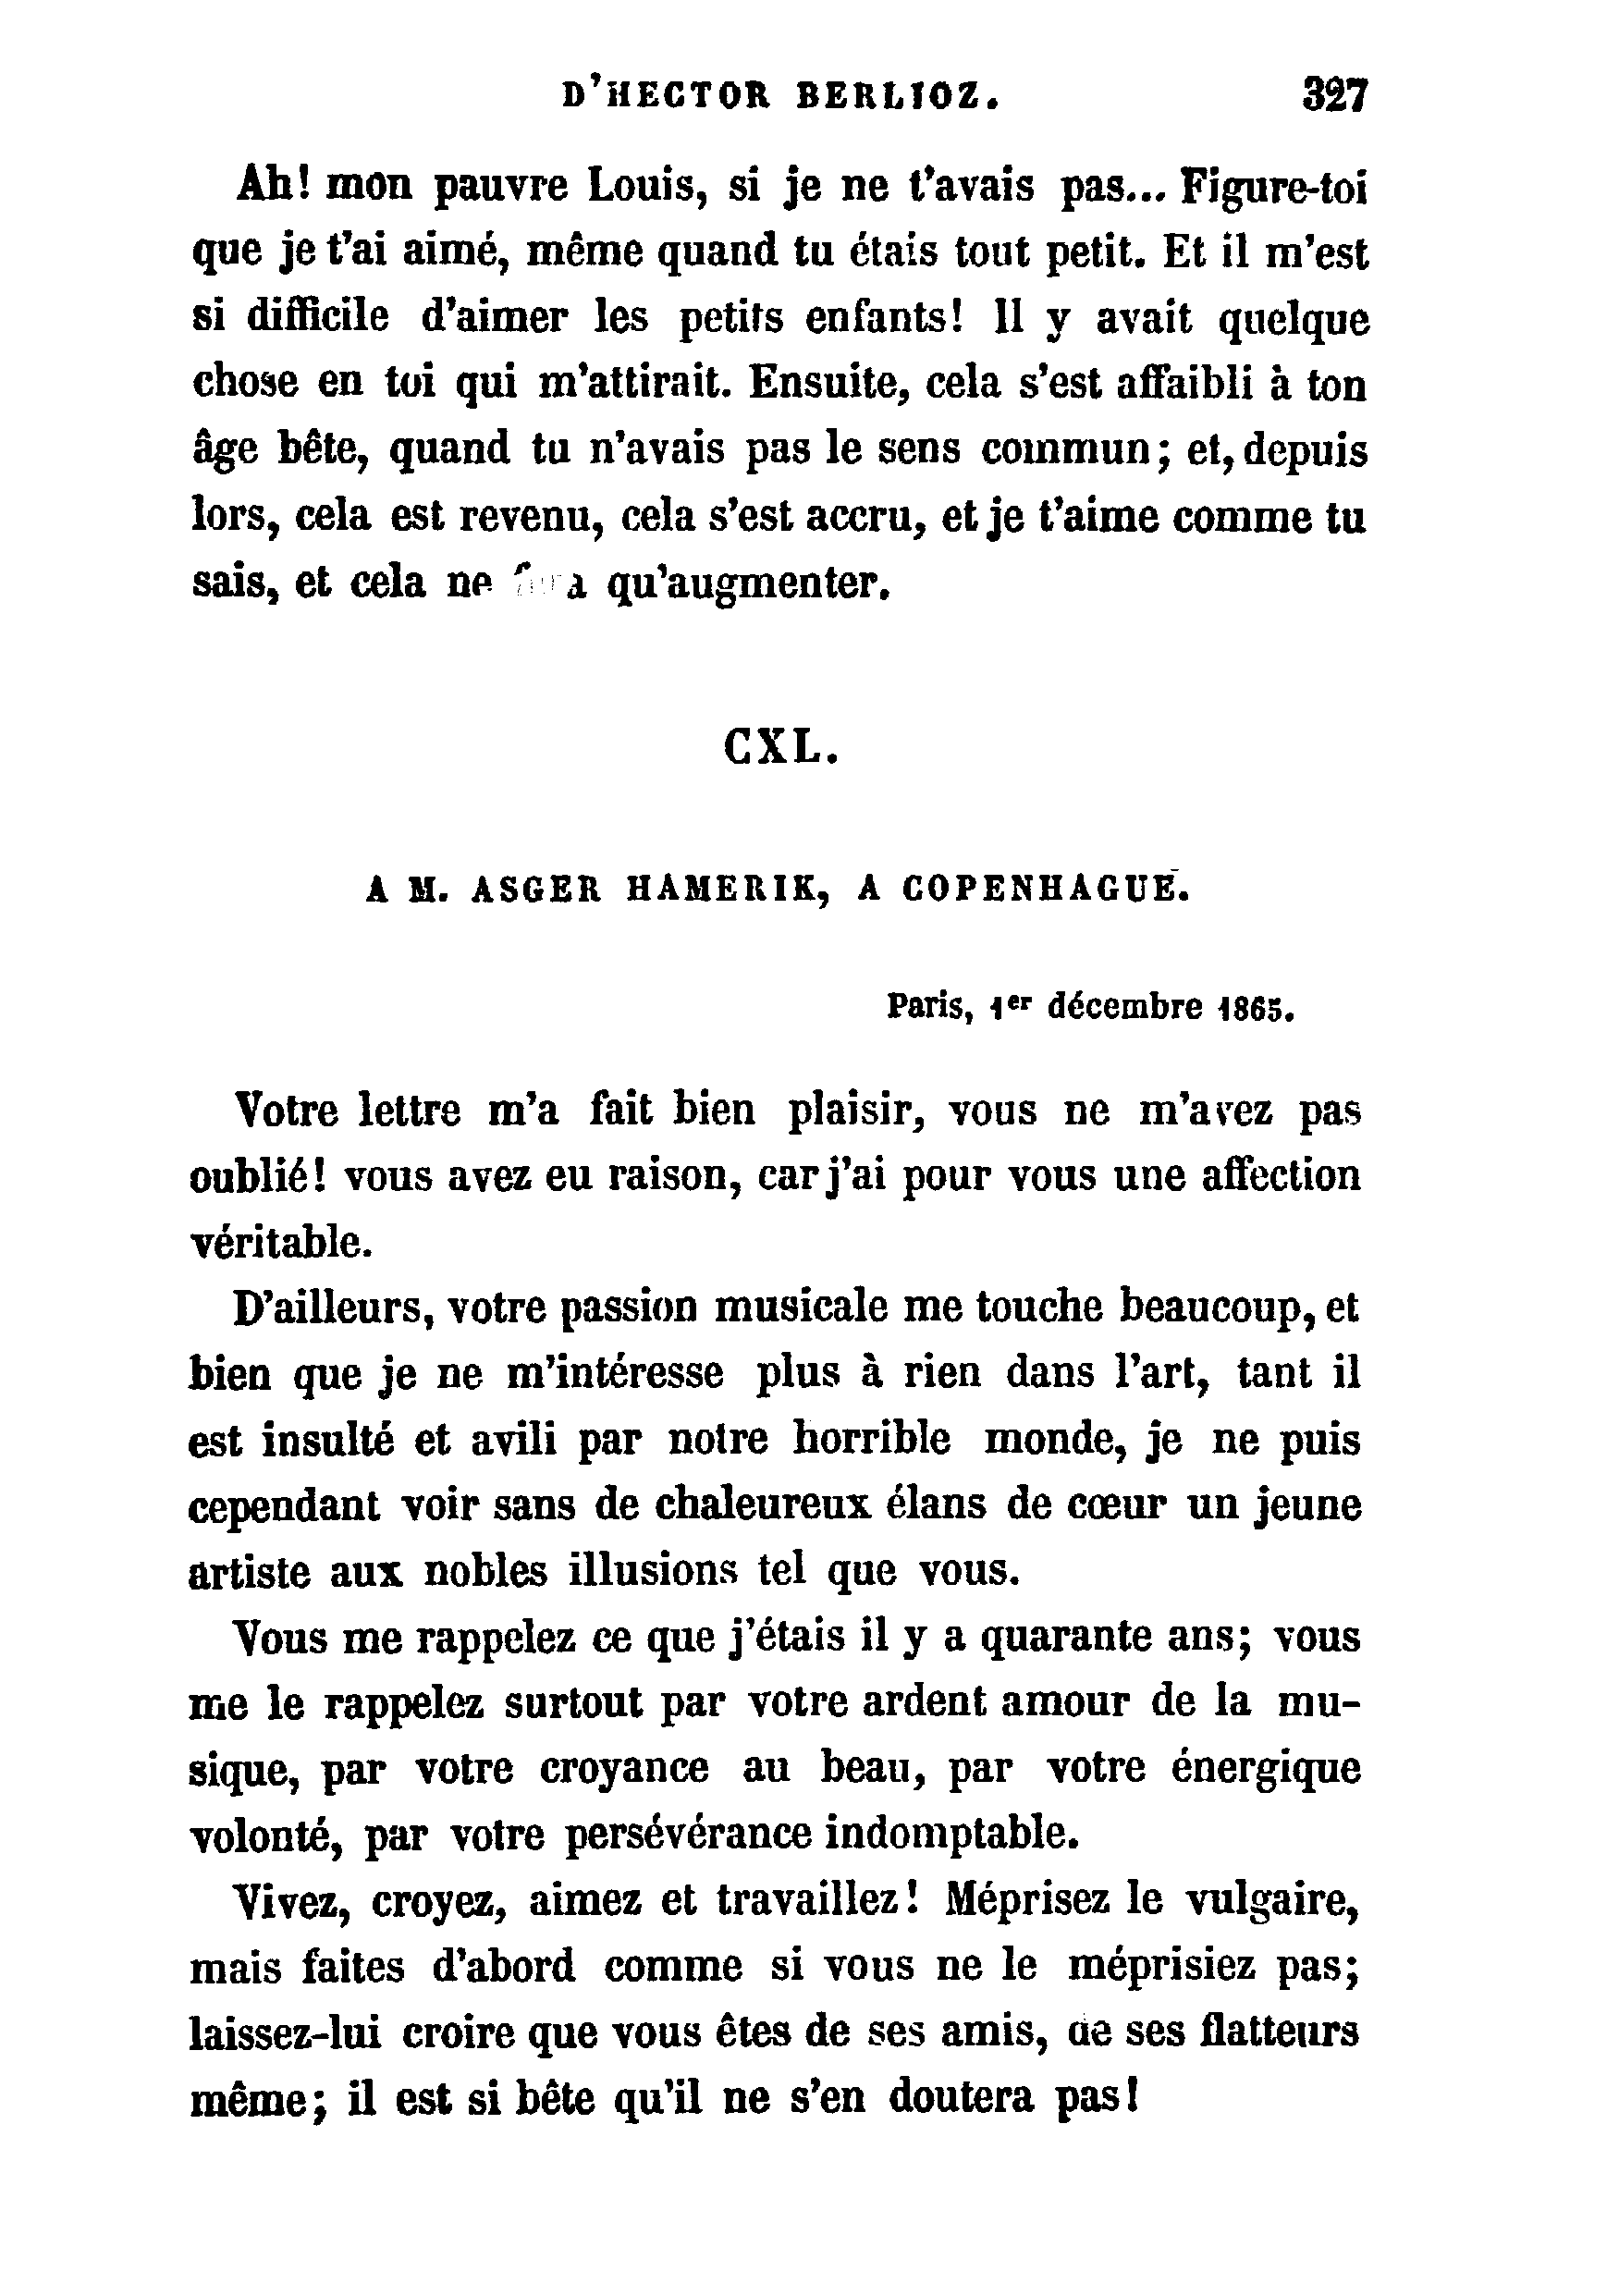 D'HECTOR BERLIOZ. 327
Ah! mon pauvre Louis, si je ne t'avais pas... Figure-toi
que je t'ai aimé, même quand tu étais tout petit. Et il m'est
si difficile d'aimer les petits enfants! Il y avait quelque
chose en toi qui m'attirait. Ensuite, cela s'est affaibli à ton
âge bête, quand tu n'avais pas le sens commun; et, depuis
lors, cela est revenu, cela s'est accru, et je t'aime comme tu
sais, et cela ne fera qu'augmenter.
CXL.
A M. ASGER HAMERIK, A COPENHAGUE.
Paris, 1er décembre 1865.
Votre lettre m'a fait bien plaisir, vous ne m'avez pas
oublié! vous avez eu raison, car j'ai pour vous une affection
véritable.
D'ailleurs, votre passion musicale me touche beaucoup, et
bien que je ne m'intéresse plus à rien dans l'art, tant il
est insulté et avili par notre horrible monde, je ne puis
cependant voir sans de chaleureux élans de cœur un jeune
artiste aux nobles illusions tel que vous.
Vous me rappelez ce que j'étais il y a quarante ans; vous
me le rappelez surtout par votre ardent amour de la mu-
sique, par votre croyance au beau, par votre énergique
volonté, par votre persévérance indomptable.
Vivez, croyez, aimez et travaillez! Méprisez le vulgaire,
mais faites d'abord comme si vous ne le méprisiez pas;
laissez-lui croire que vous êtes de ses amis, de ses flatteurs
même; il est si bête qu'il ne s'en doutera pas!